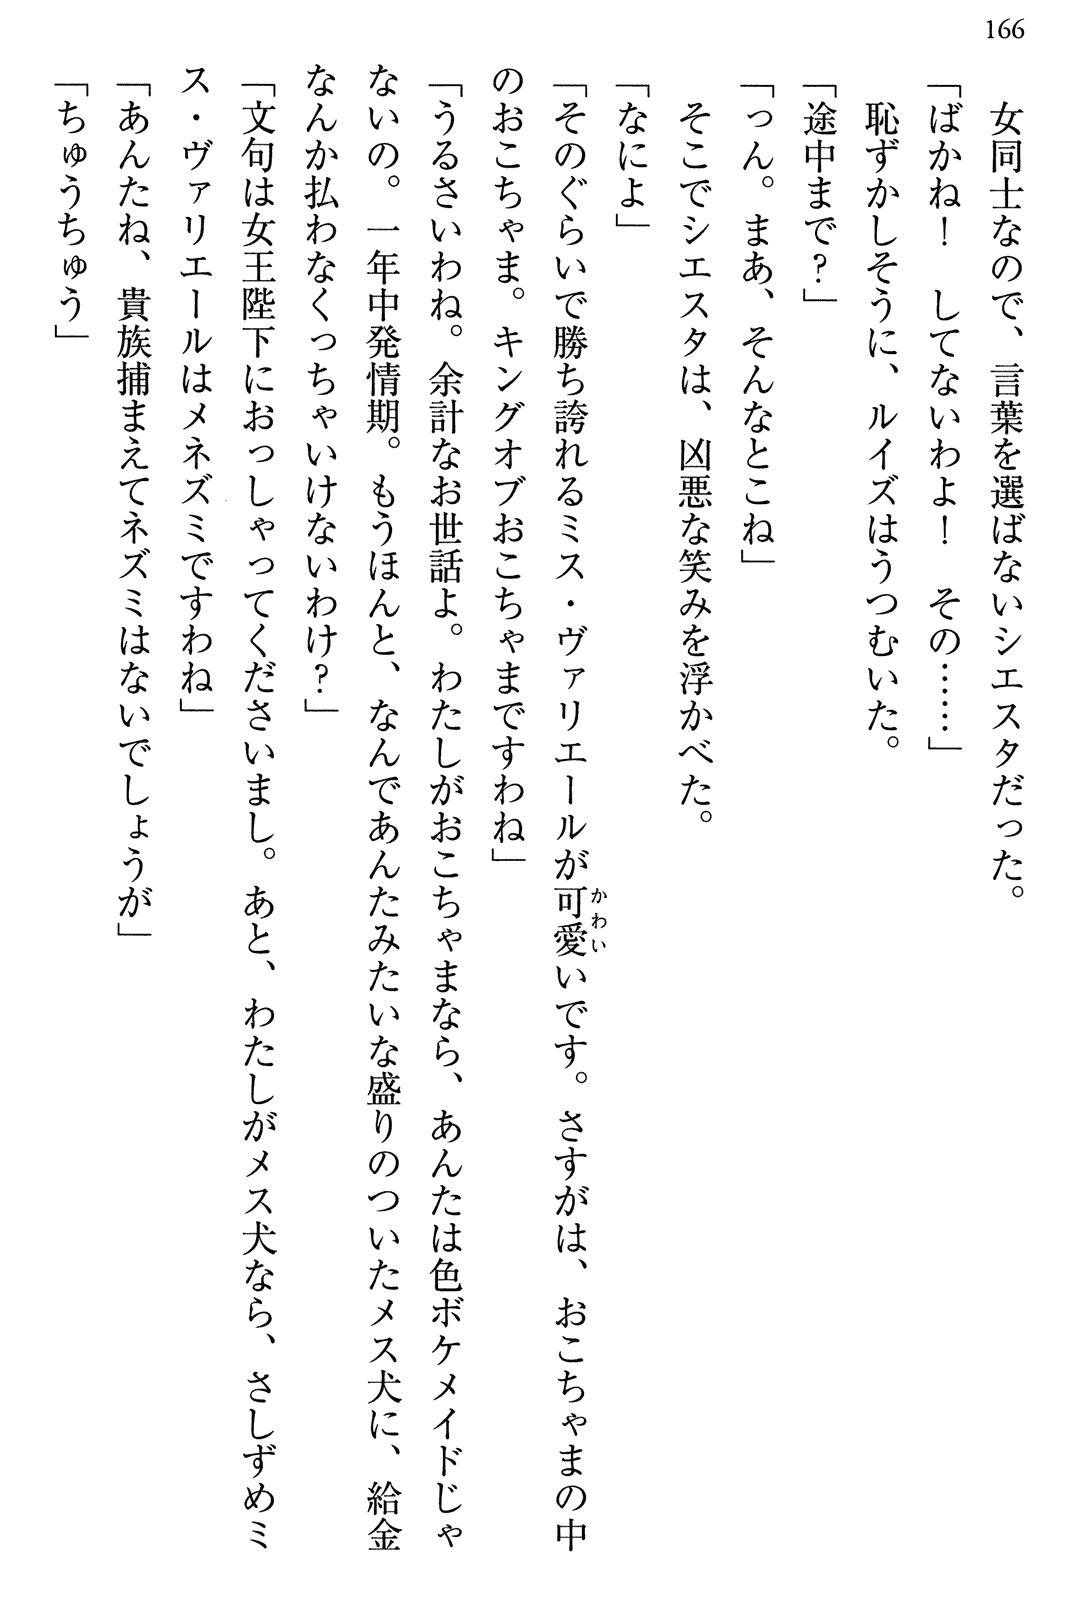 166
女同士なので、言葉を選ばないシエスタだった。
「ばかね！　してないわよ！　その……」
恥ずかしそうに、ルイズはうつむいた。
「途中まで？」
「っん。まあ、そんなとこね」
そこでシエスタは、凶悪な笑みを浮かべた。
「なによ」
「そのぐらいで勝ち誇れるミス・ヴァリエールが可愛いです。さすがは、おこちゃまの中
かわい
のおこちゃま。キングオブおこちゃまですわね」
「うるさいわね。余計なお世話よ。わたしがおこちゃまなら、あんたは色ボケメイドじゃ
ないの。一年中発情期。もうほんと、なんであんたみたいな盛りのついたメス犬に、給金
なんか払わなくっちゃいけないわけ？」
「文句は女王陛下におっしゃってくださいまし。あと、わたしがメス犬なら、さしずめミ
ス・ヴァリエールはメネズミですわね」
「あんたね、貴族捕まえてネズミはないでしょうが」
「ちゅうちゅう」